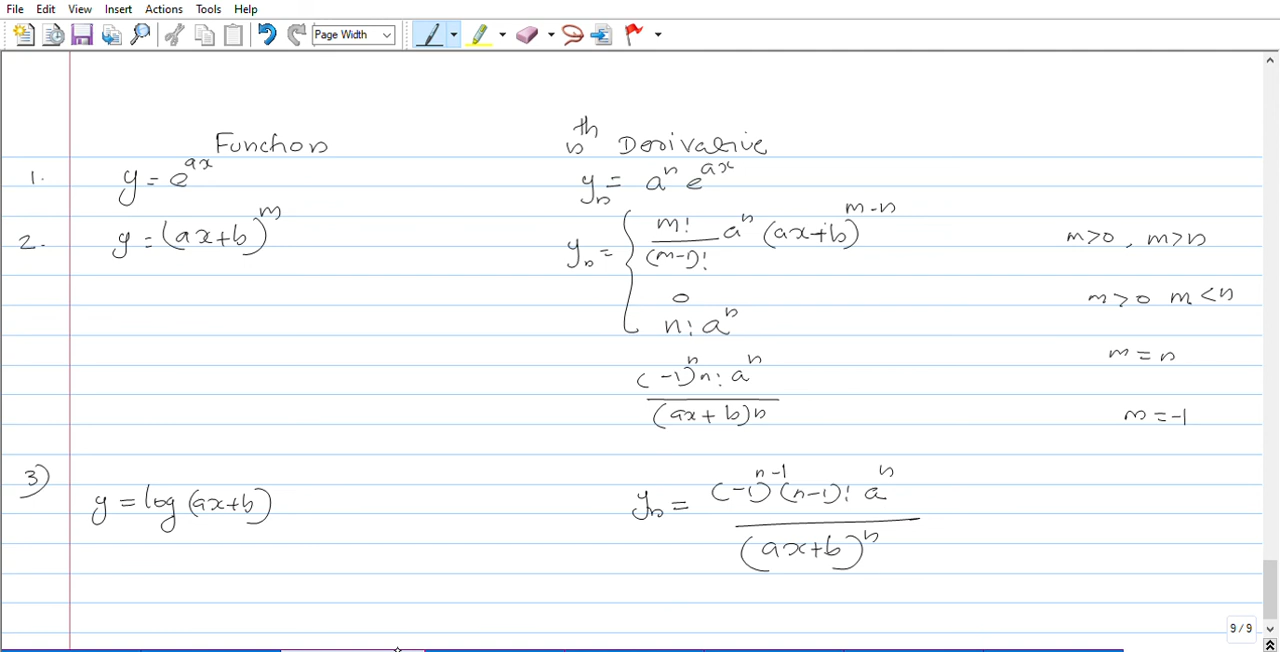 File Edit View Insert Actions Tools Help
Page Width
Function nth Derivative
1. y = e^{ax} y_n = a^n e^{ax}
2. y = (ax+b)^m y_n = { m!/(m-1)! a^n (ax+b)^{m-n} m>0, m>n
0 m>0 m<n
n! a^n m=n
(-1)^n n! a^n / (ax+b)n m=-1
3) y = log(ax+b) y_n = (-1)^{n-1} (n-1)! a^n / (ax+b)^n
9/9